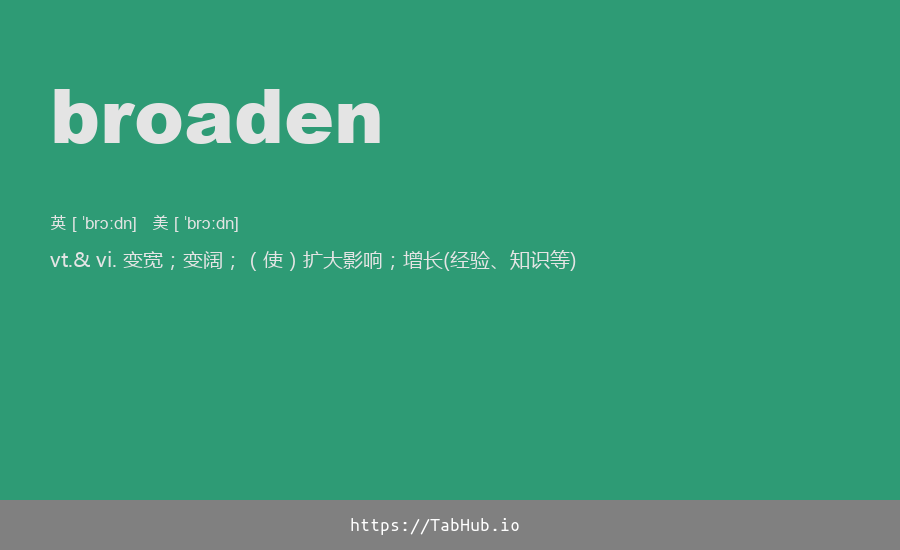 broaden
英 [ ˈbrɔːdn]   美 [ ˈbrɔːdn]
vt.& vi. 变宽；变阔；（使）扩大影响；增长(经验、知识等)
https://TabHub.io